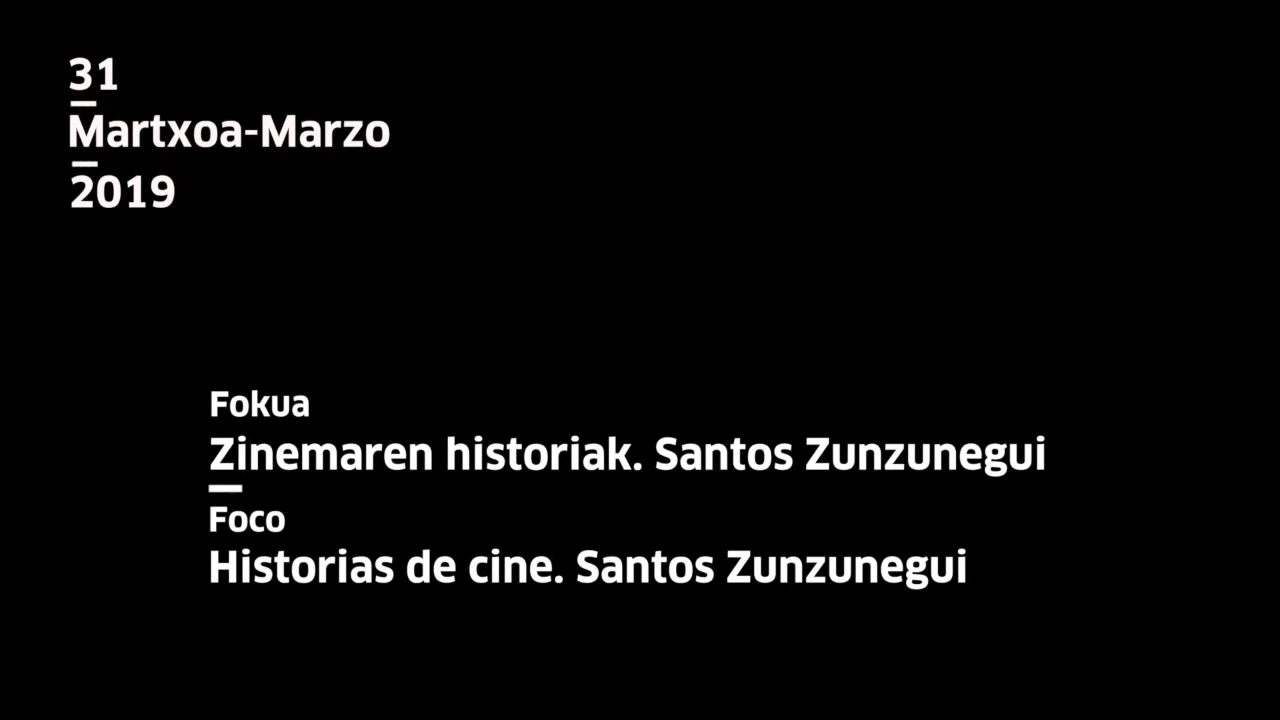 31
Martxoa-Marzo
2019
Fokua
Zinemaren historiak. Santos Zunzunegui
Foco
Historias de cine. Santos Zunzunegui